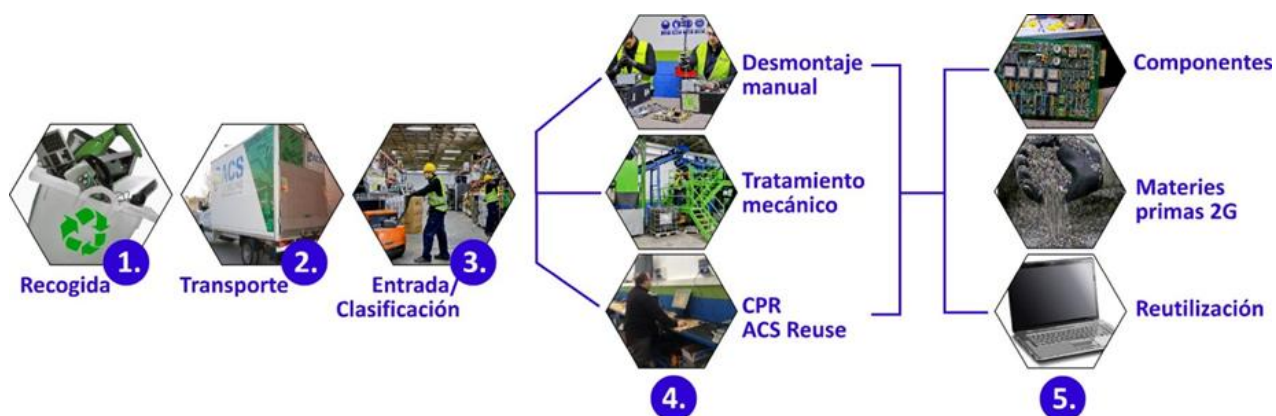 1.
Recogida
ACS
2.
Transporte
3.
Entrada/
Clasificación
Desmontaje
manual
Tratamiento
mecánico
CPR
ACS Reuse
4.
Componentes
Materies
primas 2G
Reutilización
5.